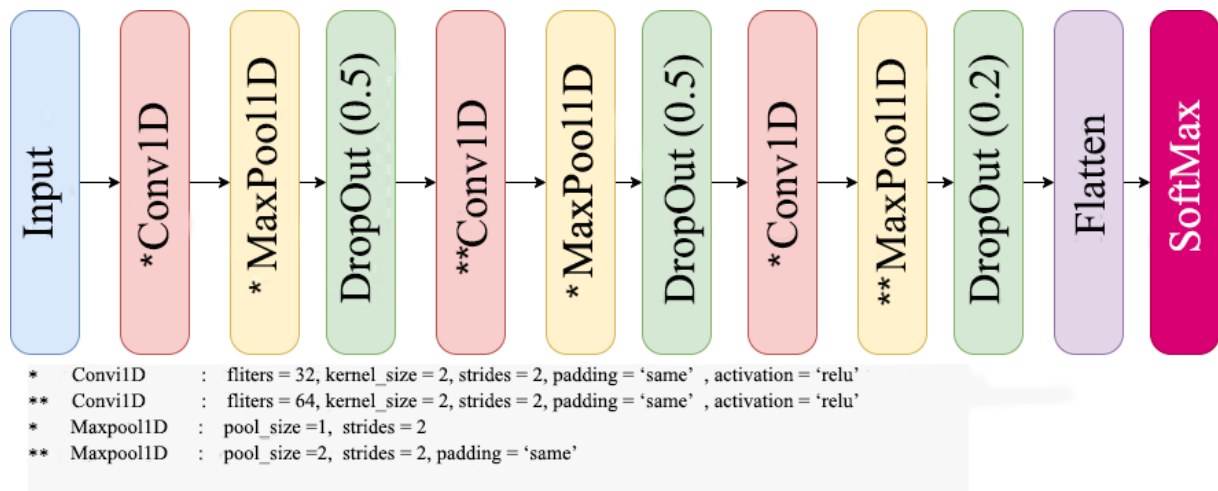 Input
*Conv1D
*MaxPool1D
DropOut (0.5)
**Conv1D
*MaxPool1D
DropOut (0.5)
*Conv1D
**MaxPool1D
DropOut (0.2)
Flatten
SoftMax
* Convi1D : fliters = 32, kernel_size = 2, strides = 2, padding = ‘same’ , activation = ‘relu’
** Convi1D : fliters = 64, kernel_size = 2, strides = 2, padding = ‘same’ , activation = ‘relu’
* Maxpool1D : pool_size =1, strides = 2
** Maxpool1D : pool_size =2, strides = 2, padding = ‘same’